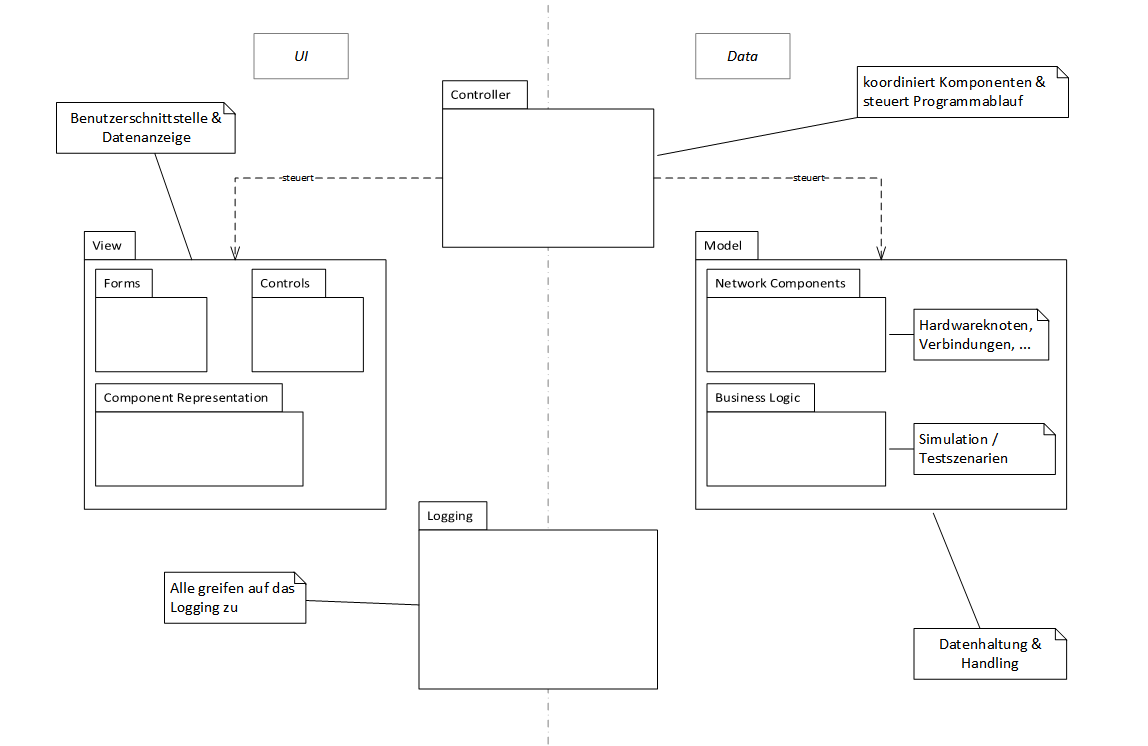 UI
Data
koordiniert Komponenten &
steuert Programmablauf
Controller
Benutzerschnittstelle &
Datenanzeige
steuert
steuert
View
Model
Forms
Controls
Network Components
Hardwareknoten,
Verbindungen, ...
Component Representation
Business Logic
Simulation /
Testszenarien
Logging
Alle greifen auf das
Logging zu
Datenhaltung &
Handling